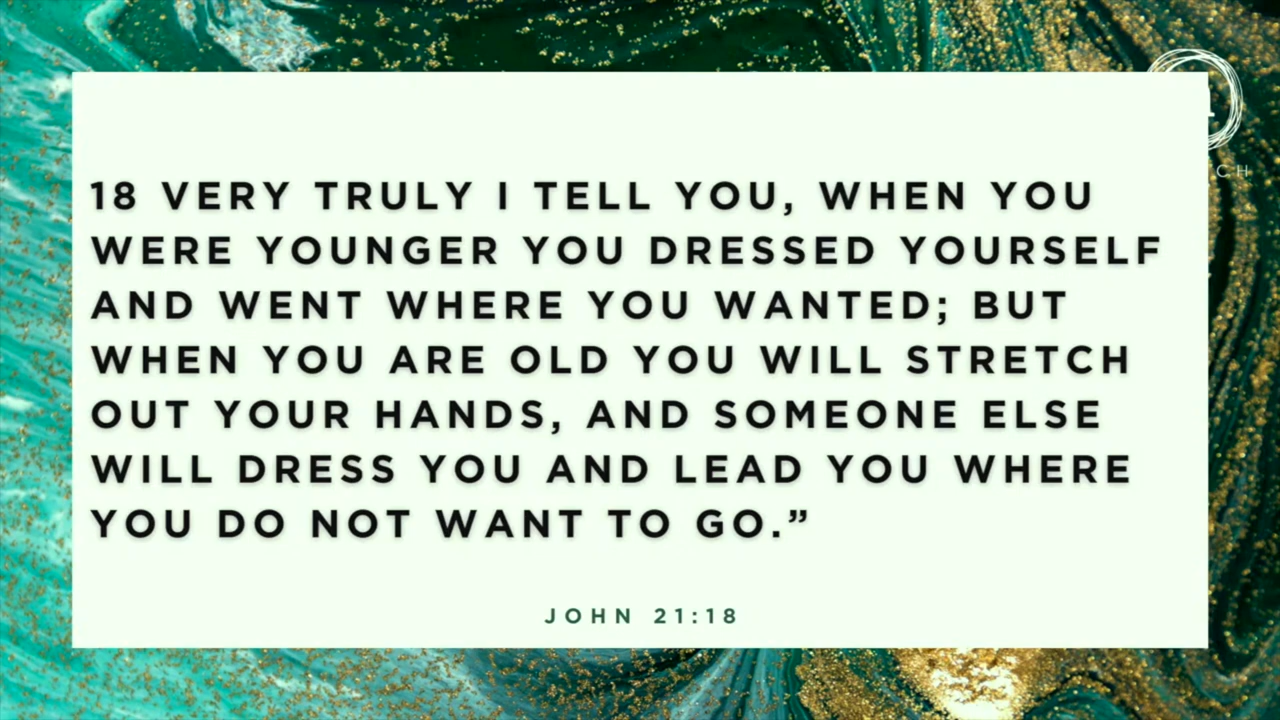 18 VERY TRULY I TELL YOU, WHEN YOU
WERE YOUNGER YOU DRESSED YOURSELF
AND WENT WHERE YOU WANTED; BUT
WHEN YOU ARE OLD YOU WILL STRETCH
OUT YOUR HANDS, AND SOMEONE ELSE
WILL DRESS YOU AND LEAD YOU WHERE
YOU DO NOT WANT TO GO.”
JOHN 21:18